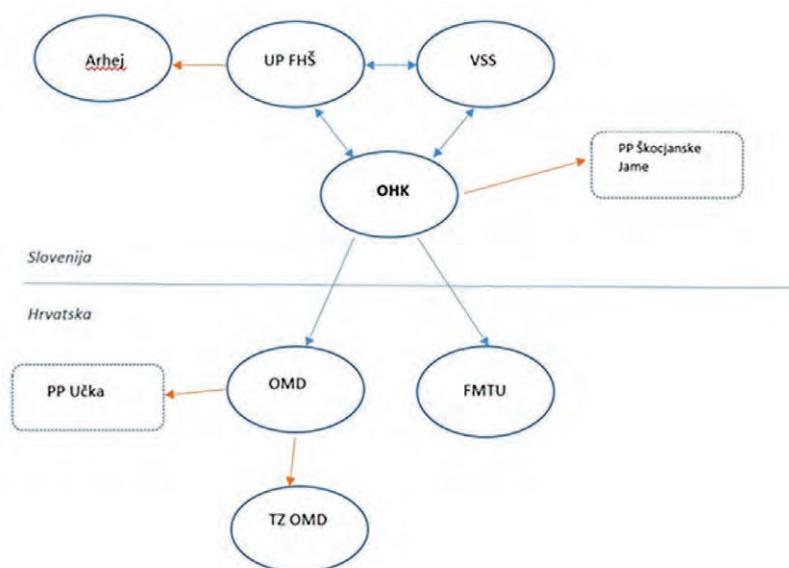 Arhej
UP FHŠ
VSS
PP Škocjanske
Jame
OHK
Slovenija
Hrvatska
PP Učka
OMD
FMTU
TZ OMD